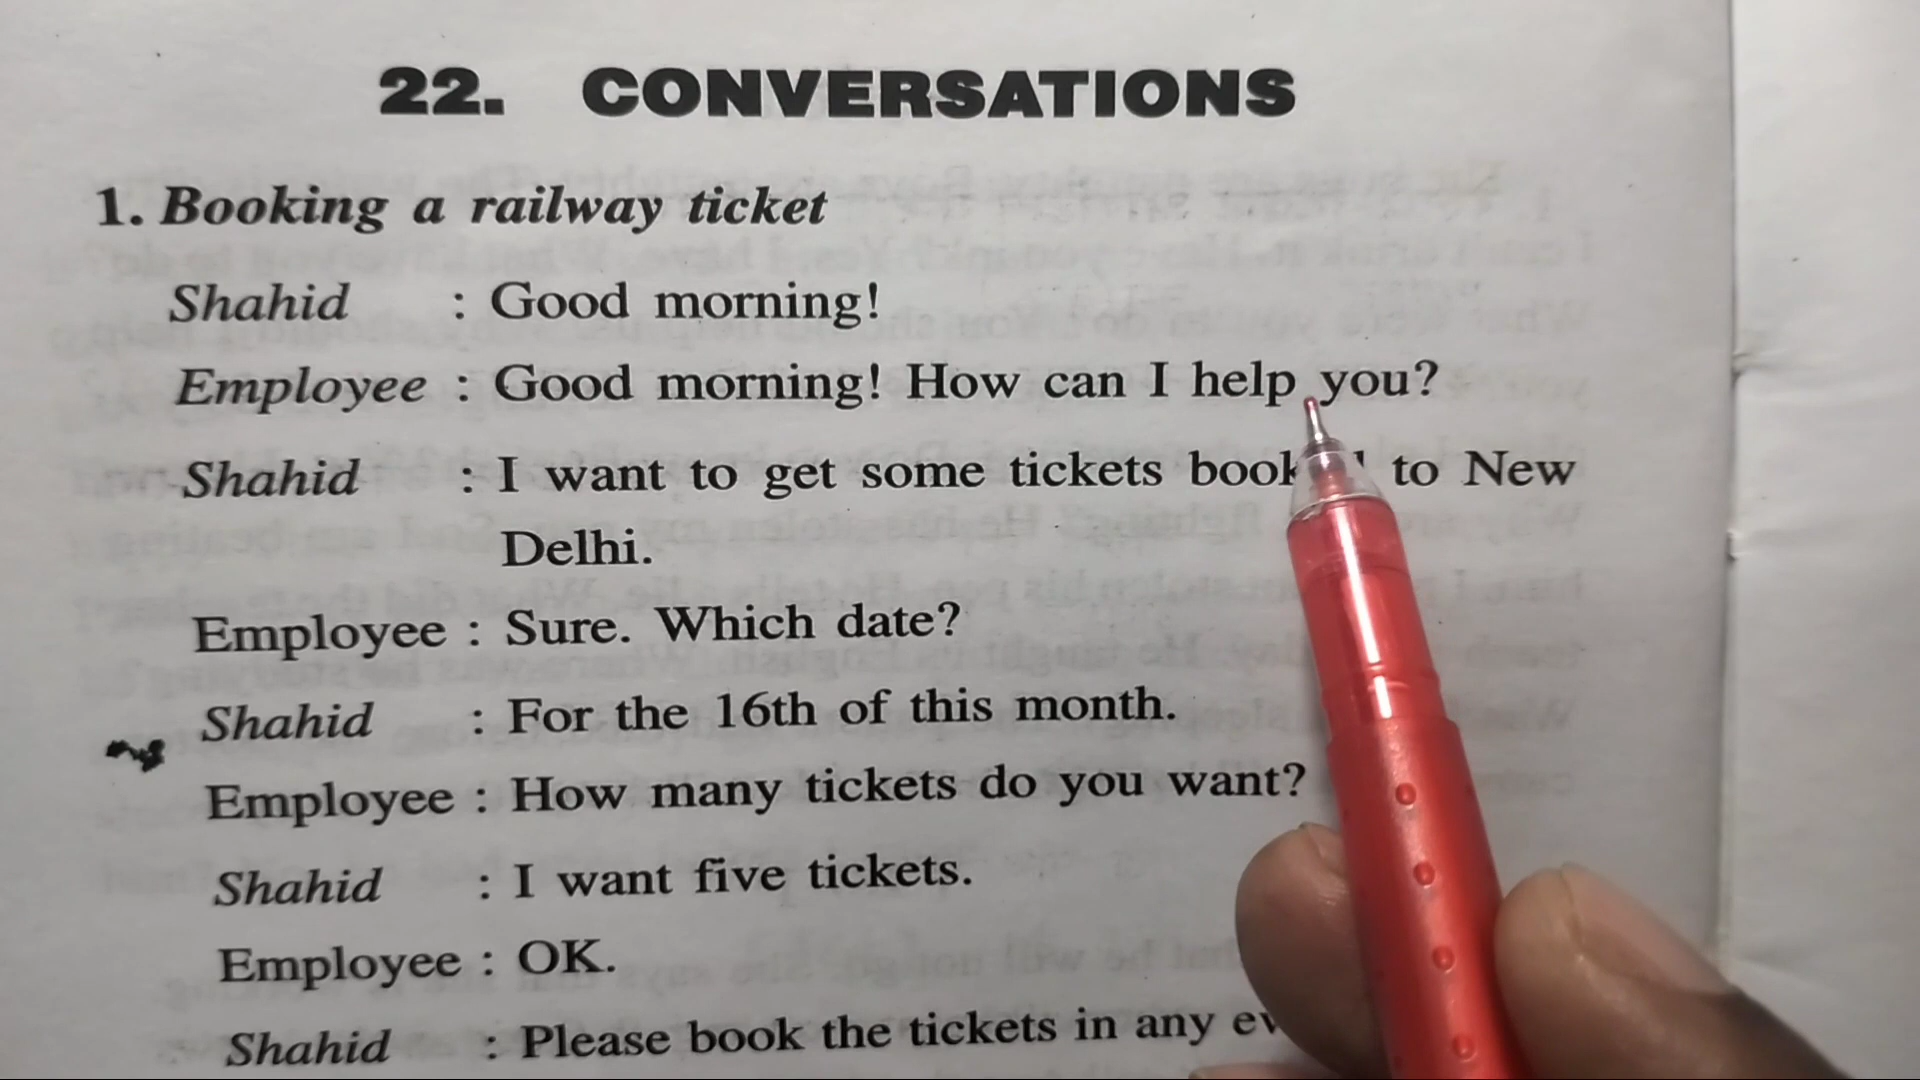 22. CONVERSATIONS
1. Booking a railway ticket
Shahid : Good morning!
Employee : Good morning! How can I help you?
Shahid : I want to get some tickets to New
Delhi.
Employee : Sure. Which date?
Shahid : For the 16th of this month.
Employee : How many tickets do you want?
Shahid : I want five tickets.
Employee : OK.
Shahid : Please book the tickets in any